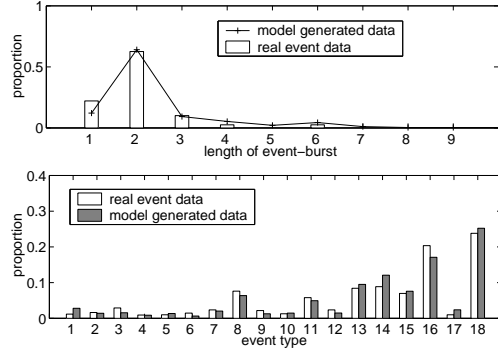 1
model generated data
real event data
0.5
proportion
0
1 2 3 4 5 6 7 8 9
length of event−burst
0.4
real event data
model generated data
0.3
0.2
proportion
0.1
0
1 2 3 4 5 6 7 8 9 10 11 12 13 14 15 16 17 18
event type